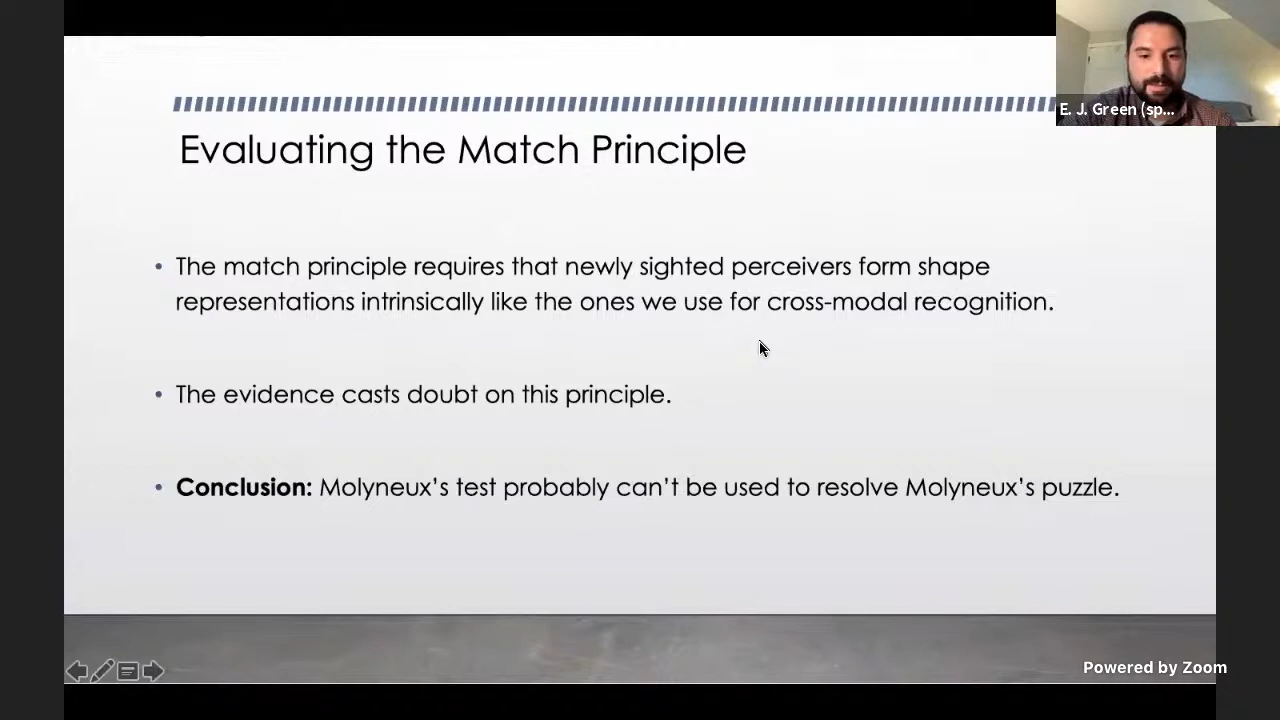 E. J. Green (sp...
Evaluating the Match Principle
• The match principle requires that newly sighted perceivers form shape
representations intrinsically like the ones we use for cross-modal recognition.
• The evidence casts doubt on this principle.
• Conclusion: Molyneux’s test probably can’t be used to resolve Molyneux’s puzzle.
Powered by Zoom